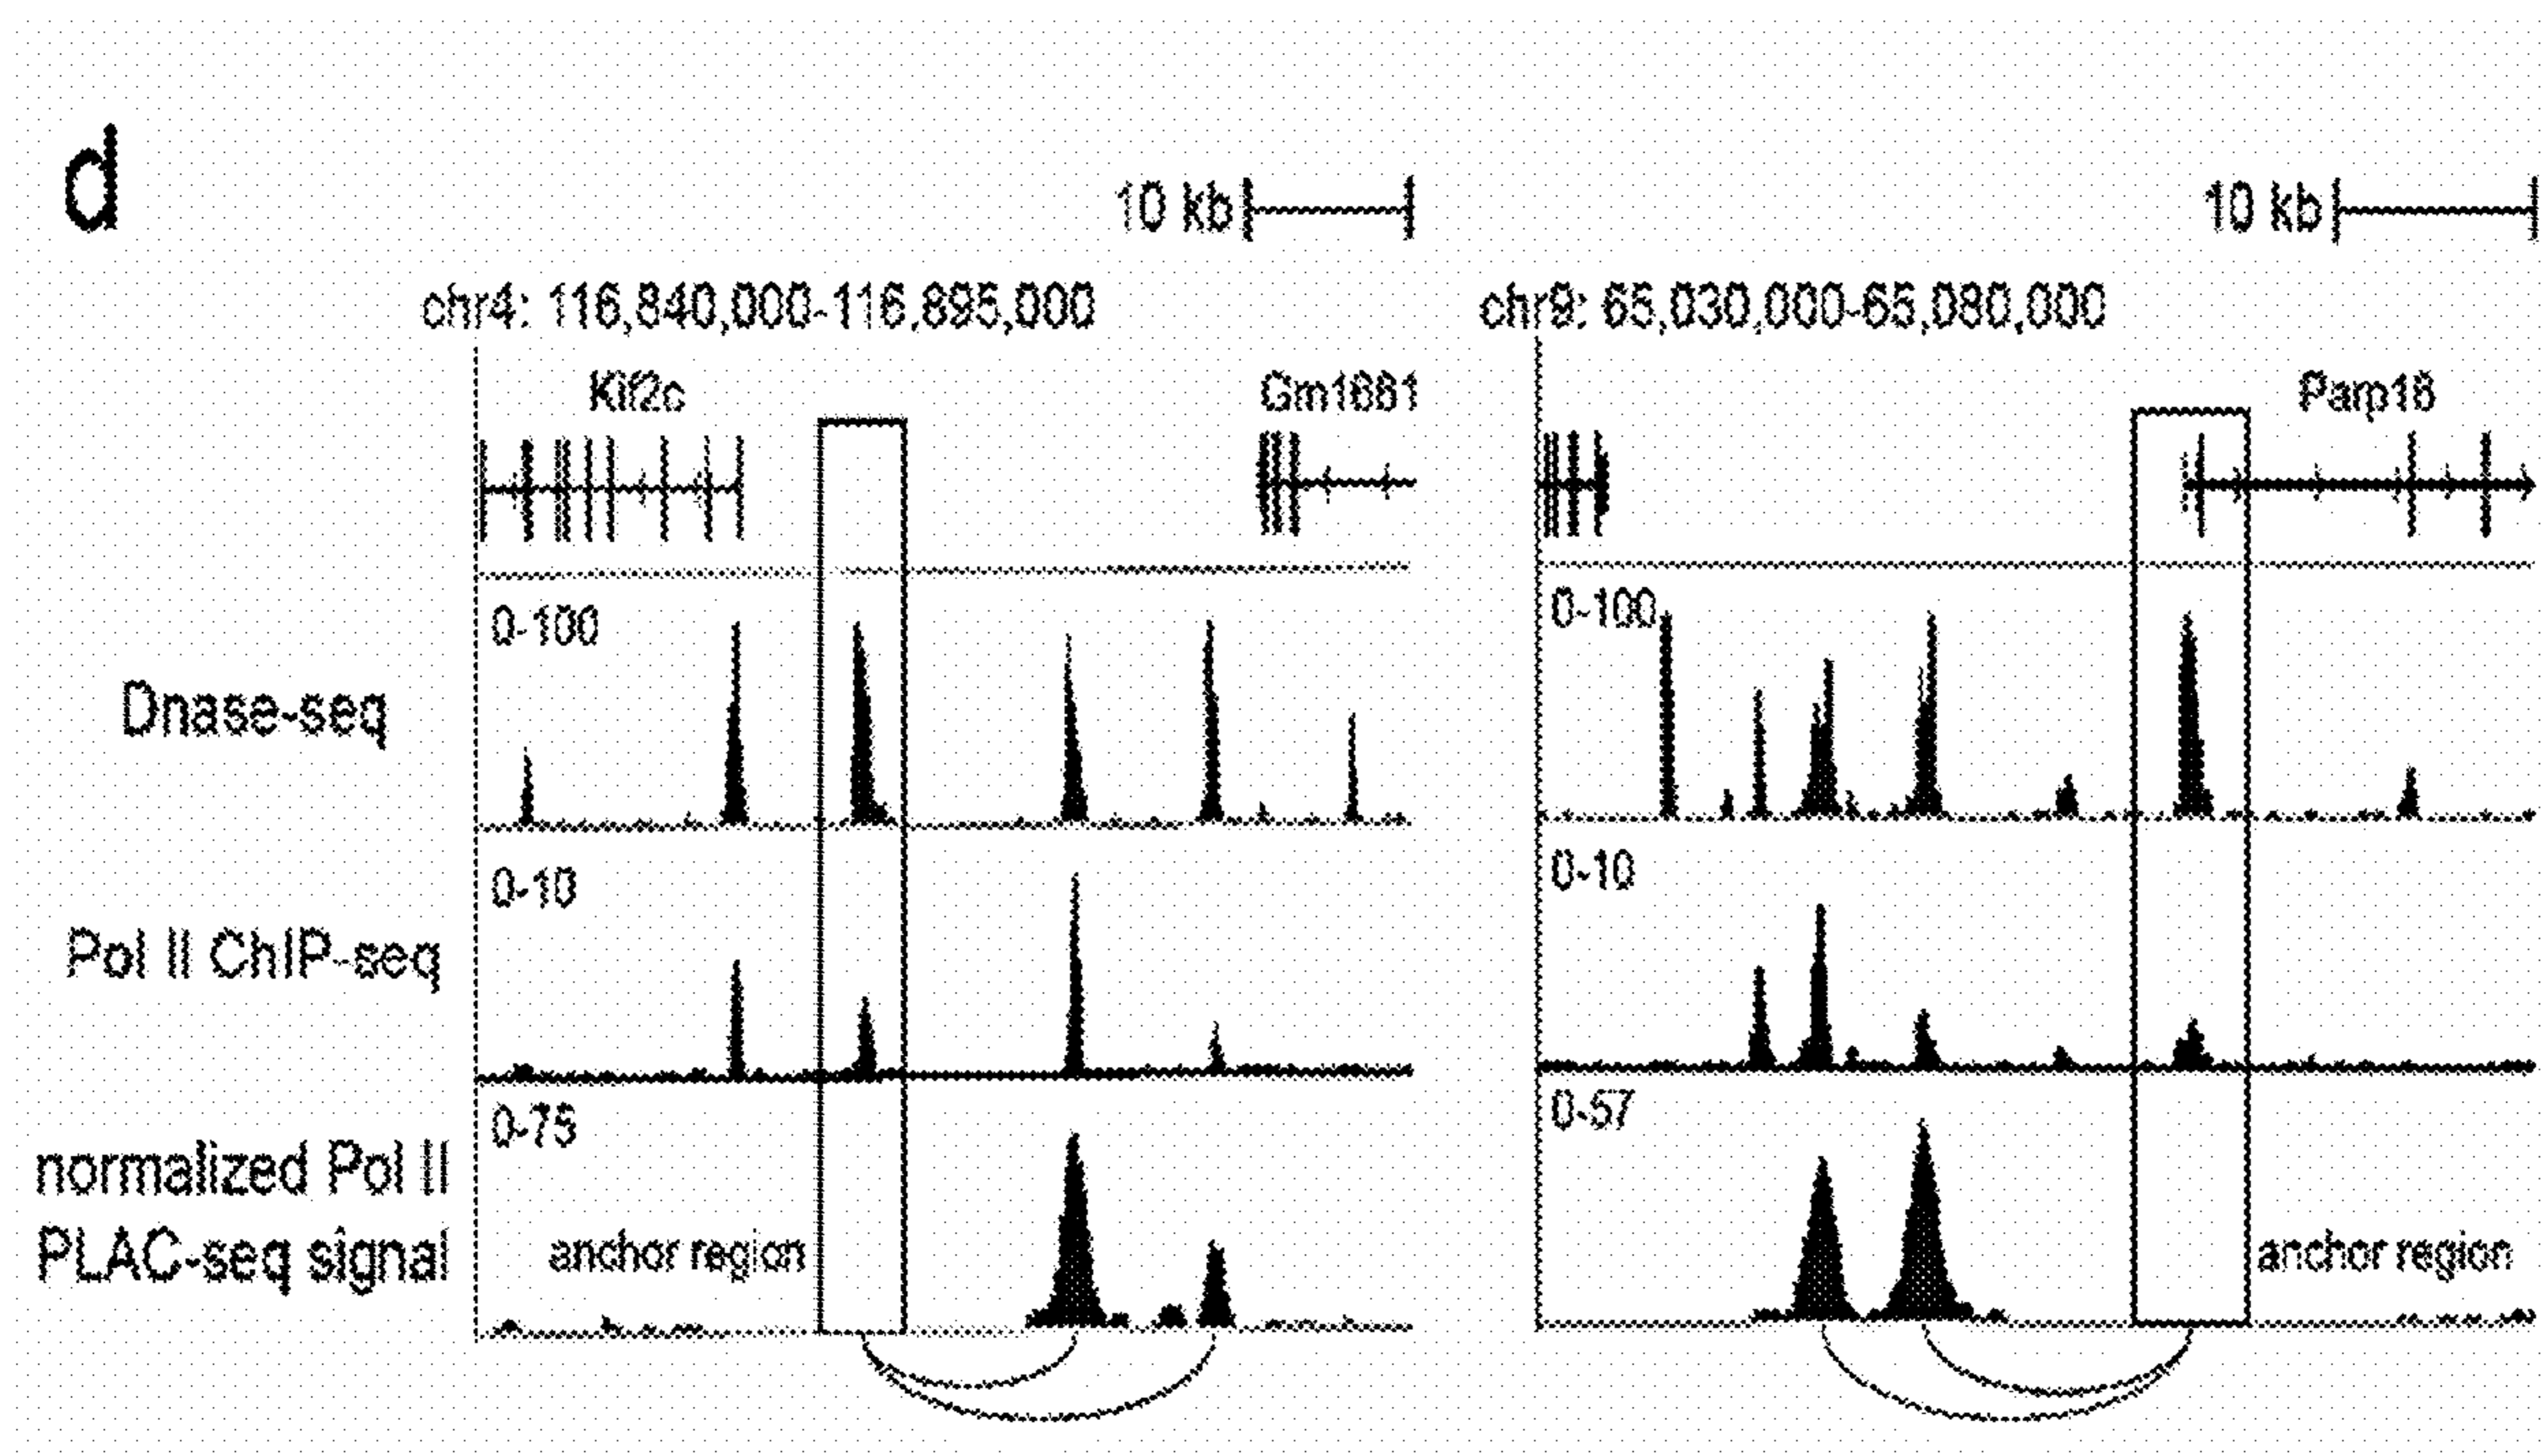 d
10 kb
10 kb
chr4: 116,840,000-116,895,000
chr9: 65,030,000-65,080,000
Kif2c
Gm1661
Parp16
0-100
0-100
Dnase-seq
0-10
0-10
Pol II ChIP-seq
0-75
0-57
normalized Pol II
PLAC-seq signal
anchor region
anchor region